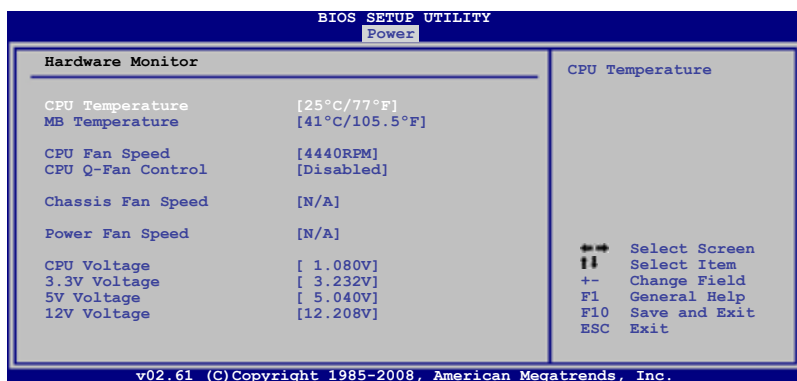 BIOS SETUP UTILITY
Power
Hardware Monitor
CPU Temperature [25°C/77°F]
MB Temperature [41°C/105.5°F]
CPU Fan Speed [4440RPM]
CPU Q-Fan Control [Disabled]
Chassis Fan Speed [N/A]
Power Fan Speed [N/A]
CPU Voltage [ 1.080V]
3.3V Voltage [ 3.232V]
5V Voltage [ 5.040V]
12V Voltage [12.208V]
CPU Temperature
←→ Select Screen
↑↓ Select Item
+- Change Field
F1 General Help
F10 Save and Exit
ESC Exit
v02.61 (C)Copyright 1985-2008, American Megatrends, Inc.